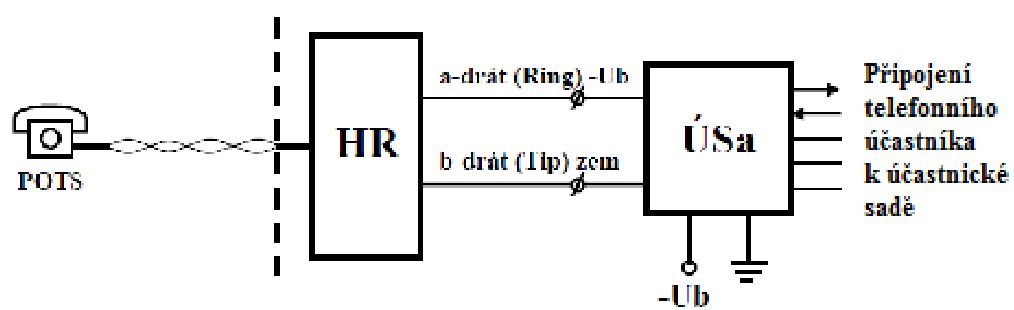 POTS
HR
a-drát (Ring) -Ub
b-drát (Tip) zem
ÚSa
-Ub
Připojení
telefonního
účastníka
k účastnické
sadě